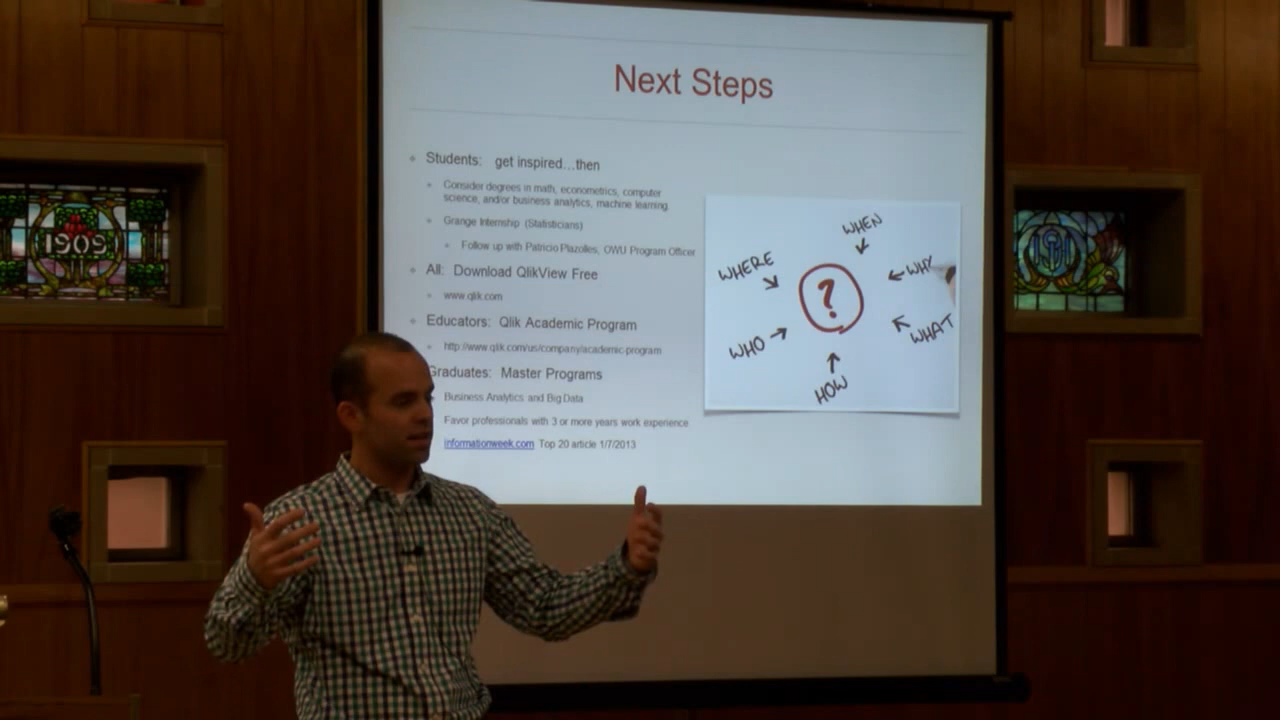 Next Steps
Students: get inspired…then
Consider degrees in math, econometrics, computer
science, and/or business analytics, machine learning
Grange Internship (Statisticians)
Follow up with Patricio Plazolles, OWU Program Officer
All: Download QlikView Free
www.qlik.com
Educators: Qlik Academic Program
http://www.qlik.com/us/company/academic-program
Graduates: Master Programs
Business Analytics and Big Data
Favor professionals with 3 or more years work experience
informationweek.com Top 20 article 1/7/2013
WHEN
WHERE
WHY
?
WHO
WHAT
HOW
1909